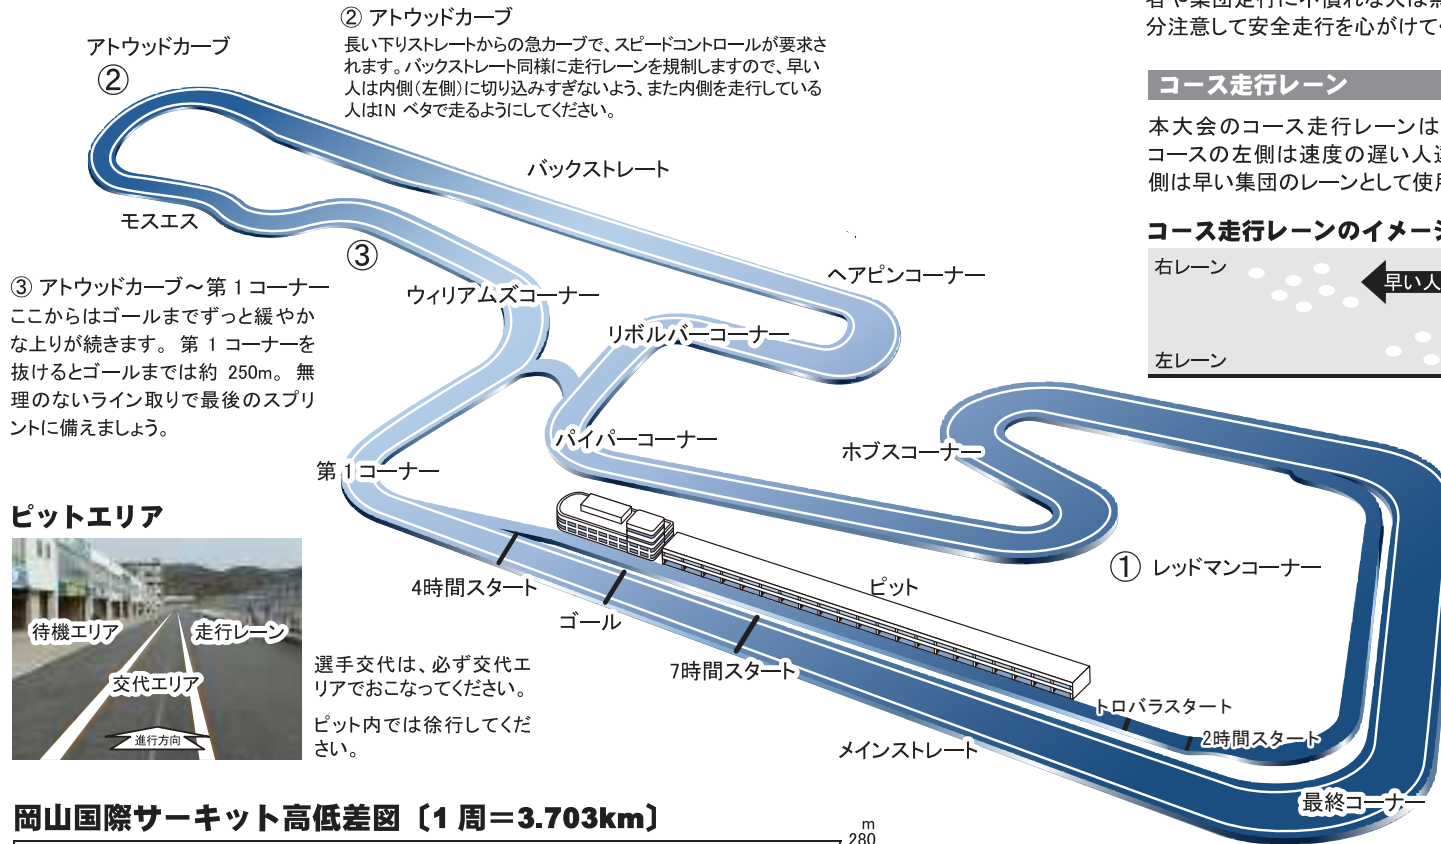 ② アトウッドカーブ
長い下りストレートからの急カーブで、スピードコントロールが要求さ
れます。バックストレート同様に走行レーンを規制しますので、早い
人は内側(左側)に切り込みすぎないよう、また内側を走行している
人はIN ベタで走るようにしてください。
アトウッドカーブ
②
バックストレート
モスエス
③
ヘアピンコーナー
ウィリアムズコーナー
リボルバーコーナー
③ アトウッドカーブ～第 1 コーナー
ここからはゴールまでずっと緩やか
な上りが続きます。 第 1 コーナーを
抜けるとゴールまでは約 250m。 無
理のないライン取りで最後のスプリ
ントに備えましょう。
パイパーコーナー
ホブスコーナー
第 1 コーナー
① レッドマンコーナー
4時間スタート
ゴール
7時間スタート
ピット
トロバラスタート
2時間スタート
メインストレート
最終コーナー
ピットエリア
待機エリア
走行レーン
交代エリア
進行方向
選手交代は、必ず交代エ
リアでおこなってください。
ピット内では徐行してくだ
さい。
分注意して安全走行を心がけて
コース走行レーン
本大会のコース走行レーンは
コースの左側は速度の遅い人
側は早い集団のレーンとして使
コース走行レーンのイメー
右レーン
早い人
左レーン
岡山国際サーキット高低差図〔1 周＝3.703km〕
m
280